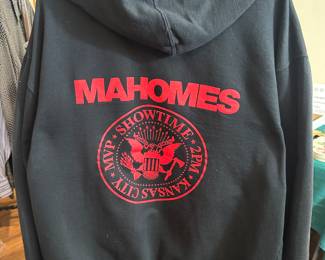 MAHOMES
MVP • SHOWTIME • 2PM • KANSAS CITY •